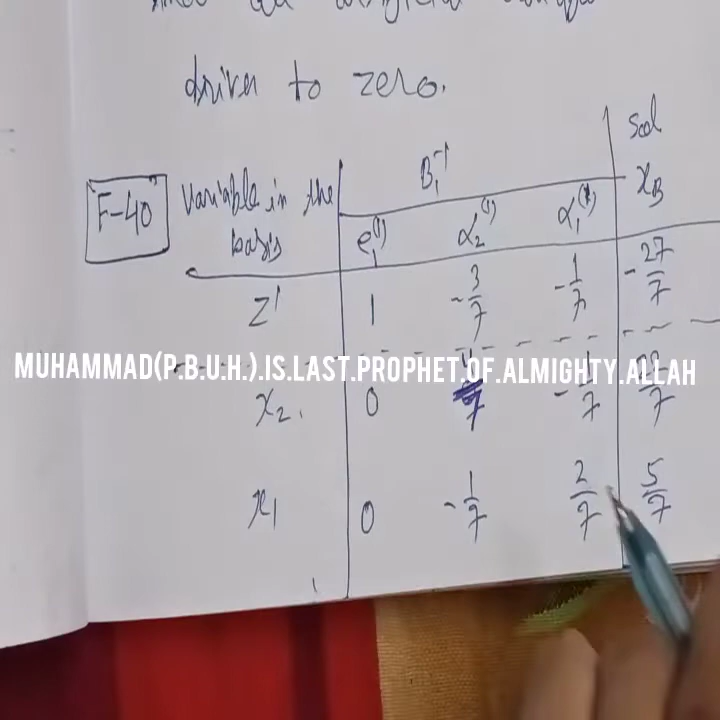 driven to zero.
Sol
F-40 Variable in the B₁⁻¹ X_B
basis e₁⁽¹⁾ α₂⁽¹⁾ α₁⁽¹⁾
Z' 1 -3/7 -1/7 -27/7
MUHAMMAD(P.B.U.H.).IS.LAST.PROPHET.OF.ALMIGHTY.ALLAH
x₂. 0
x₁ 0 -1/7 2/7 5/7